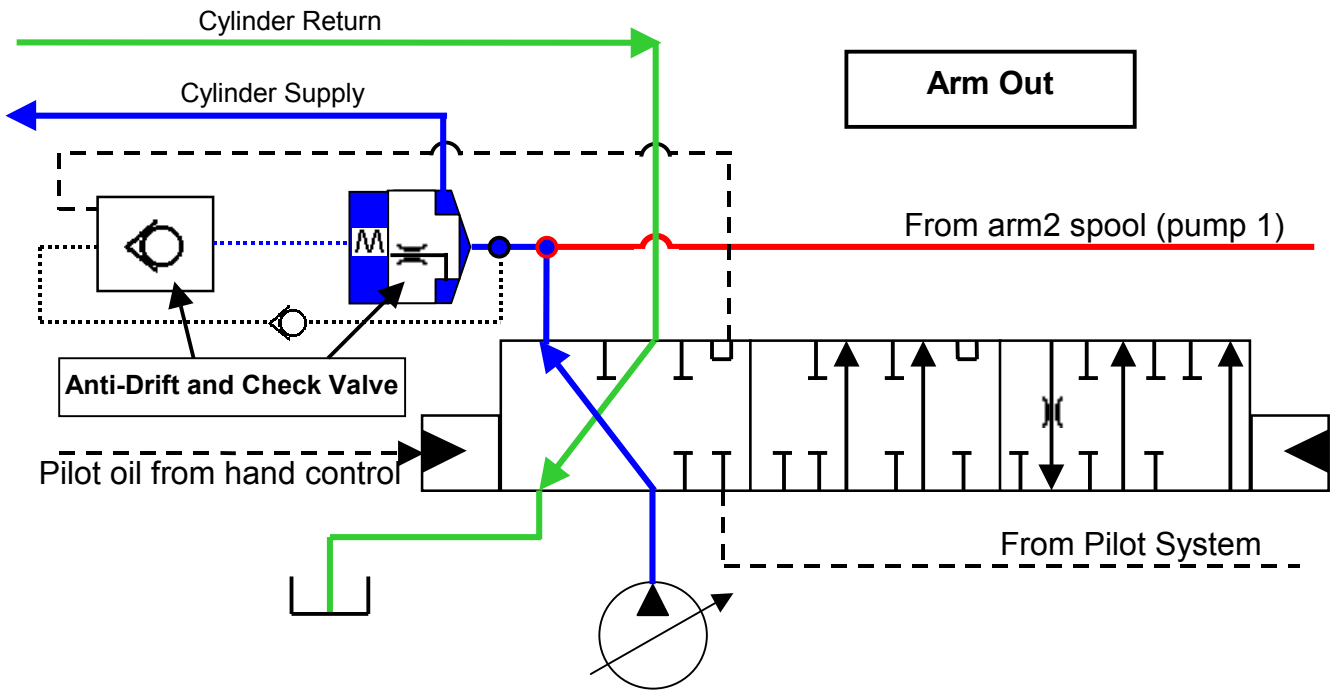 Cylinder Return
Arm Out
Cylinder Supply
From arm2 spool (pump 1)
Anti-Drift and Check Valve
Pilot oil from hand control
From Pilot System